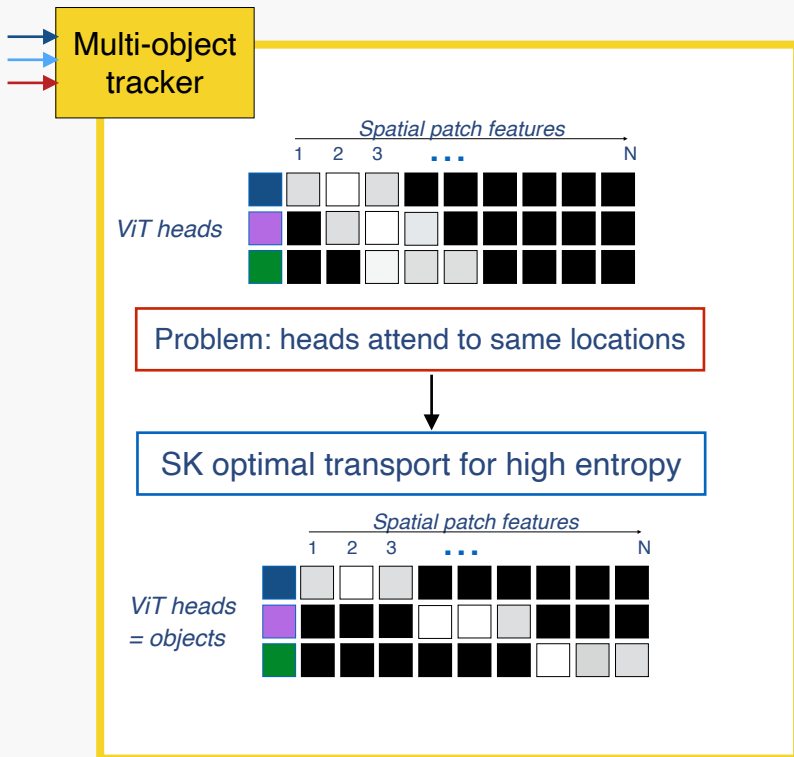 Multi-object
tracker
Spatial patch features
1 2 3 ... N
ViT heads
Problem: heads attend to same locations
SK optimal transport for high entropy
Spatial patch features
1 2 3 ... N
ViT heads
= objects